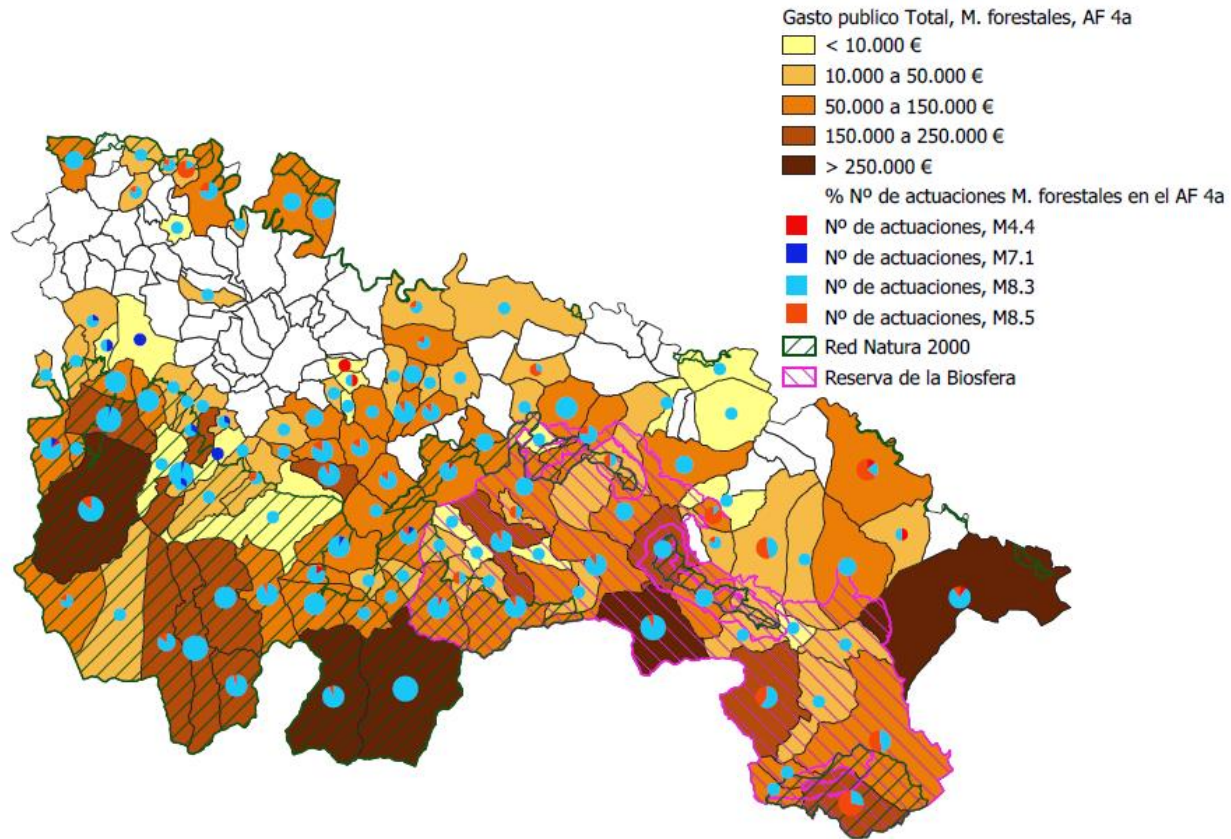 Gasto publico Total, M. forestales, AF 4a
< 10.000 €
10.000 a 50.000 €
50.000 a 150.000 €
150.000 a 250.000 €
> 250.000 €
% Nº de actuaciones M. forestales en el AF 4a
Nº de actuaciones, M4.4
Nº de actuaciones, M7.1
Nº de actuaciones, M8.3
Nº de actuaciones, M8.5
Red Natura 2000
Reserva de la Biosfera